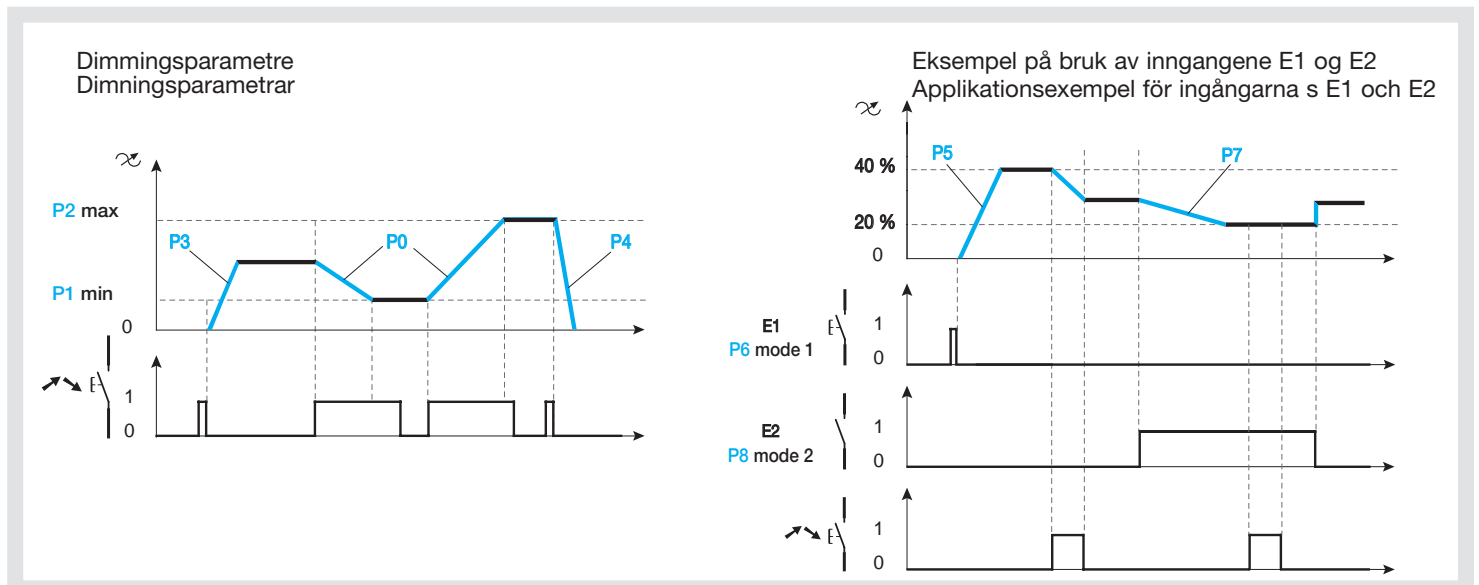 Dimmingsparametre
Dimningsparametrar
P2 max
P3
P0
P4
P1 min
0
1
0
Eksempel på bruk av inngangene E1 og E2
Applikationsexempel för ingångarna s E1 och E2
P5
P7
40 %
20 %
0
E1
P6 mode 1
1
0
E2
P8 mode 2
1
0
1
0